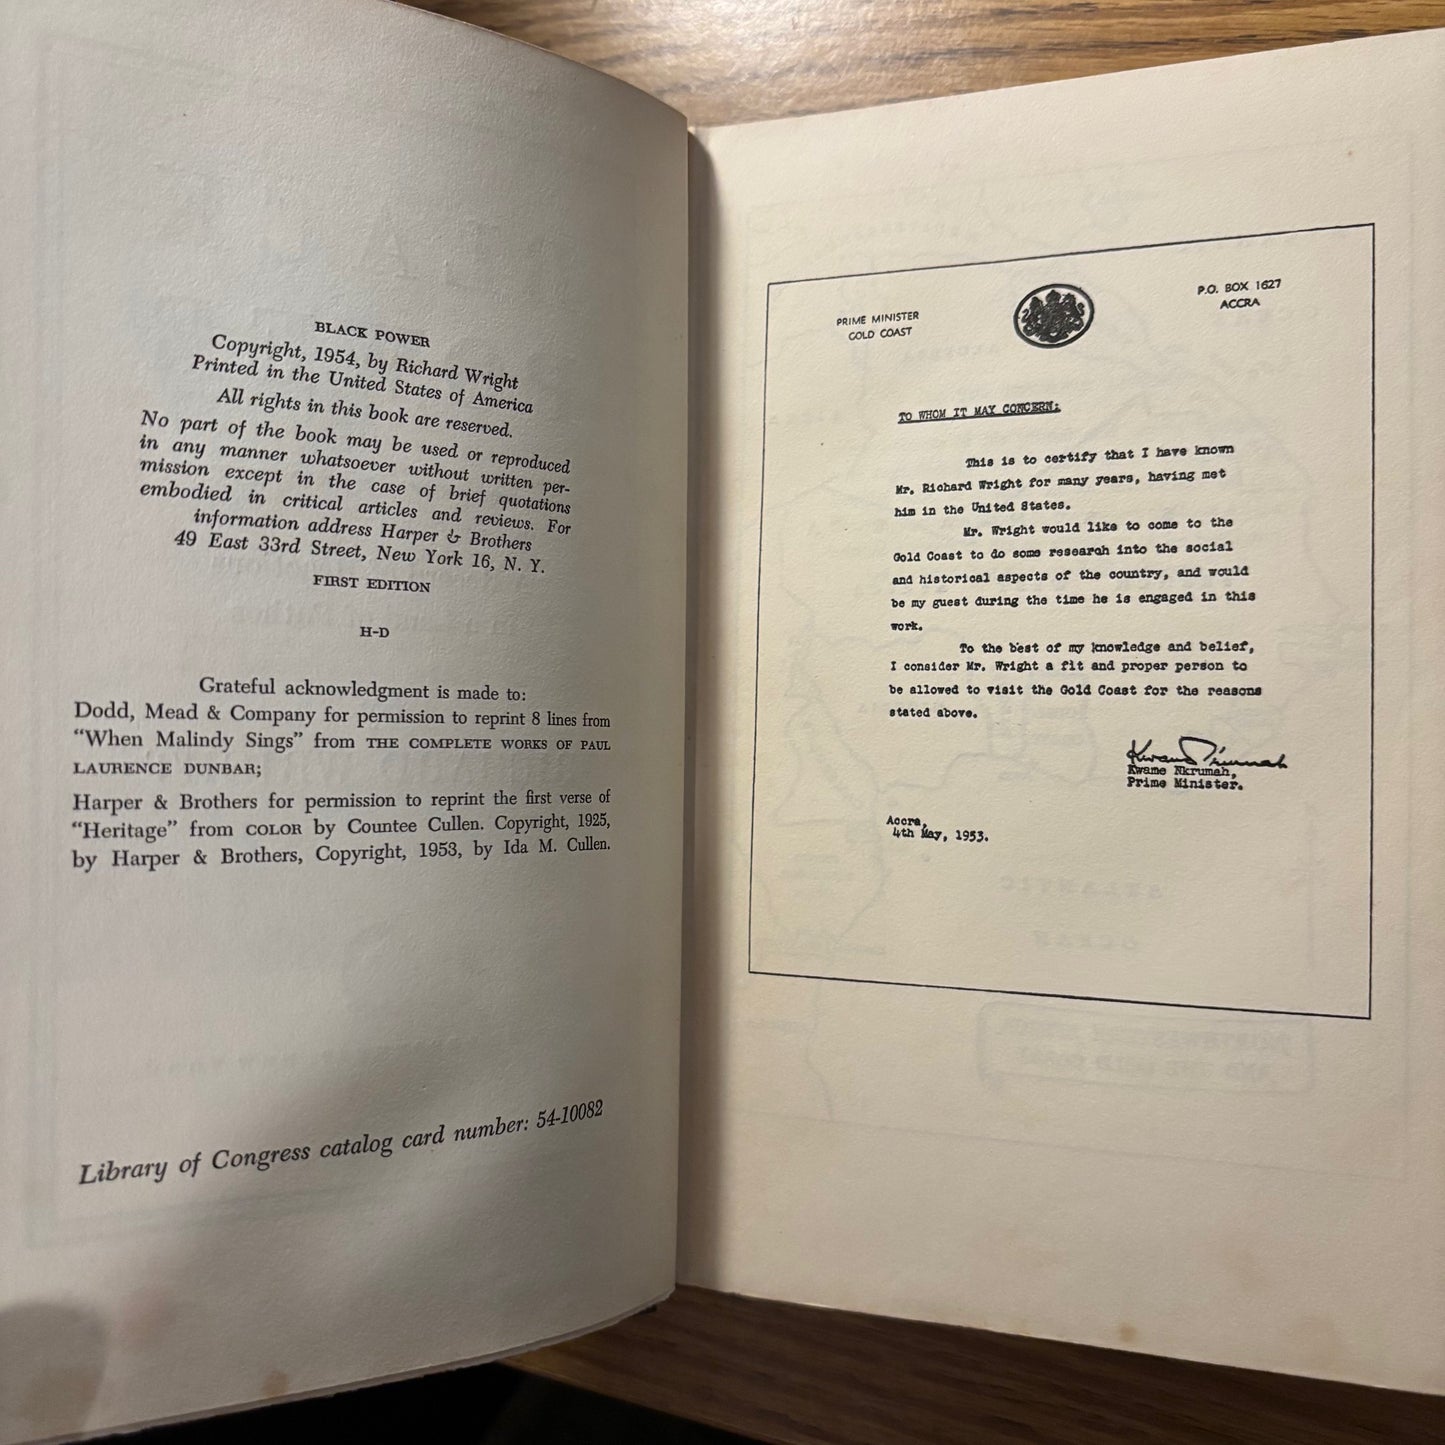 BLACK POWER
Copyright, 1954, by Richard Wright
Printed in the United States of America
All rights in this book are reserved.
No part of the book may be used or reproduced
in any manner whatsoever without written per-
mission except in the case of brief quotations
embodied in critical articles and reviews. For
information address Harper & Brothers
49 East 33rd Street, New York 16, N. Y.
FIRST EDITION
H-D
Grateful acknowledgment is made to:
Dodd, Mead & Company for permission to reprint 8 lines from
“When Malindy Sings” from THE COMPLETE WORKS OF PAUL
LAURENCE DUNBAR;
Harper & Brothers for permission to reprint the first verse of
“Heritage” from COLOR by Countee Cullen. Copyright, 1925,
by Harper & Brothers, Copyright, 1953, by Ida M. Cullen.
Library of Congress catalog card number: 54-10082
PRIME MINISTER
GOLD COAST
P.O. BOX 1627
ACCRA
TO WHOM IT MAY CONCERN:
This is to certify that I have known
Mr. Richard Wright for many years, having met
him in the United States.
Mr. Wright would like to come to the
Gold Coast to do some research into the social
and historical aspects of the country, and would
be my guest during the time he is engaged in this
work.
To the best of my knowledge and belief,
I consider Mr. Wright a fit and proper person to
be allowed to visit the Gold Coast for the reasons
stated above.
Kwame Nkrumah
Kwame Nkrumah,
Prime Minister.
Accra,
4th May, 1953.
ATLANTIC
OCEAN